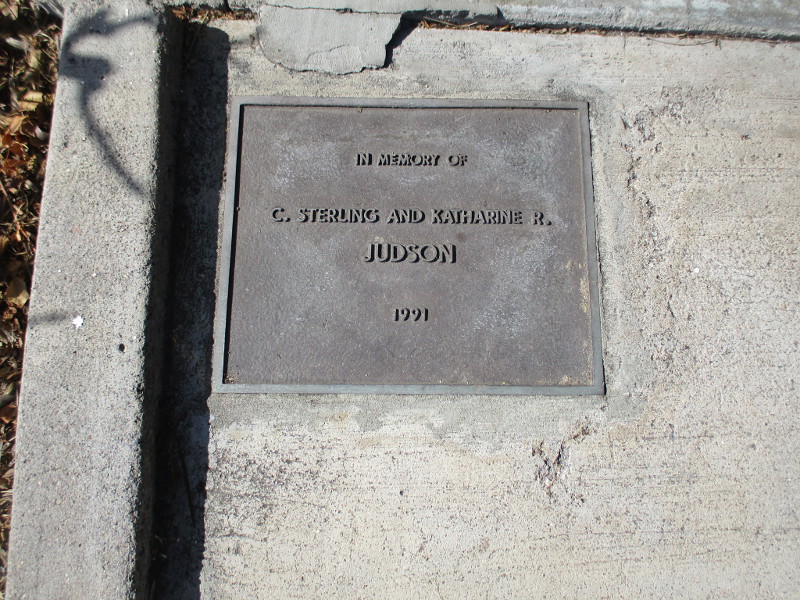 IN MEMORY OF
C. STERLING AND KATHARINE R.
JUDSON
1991